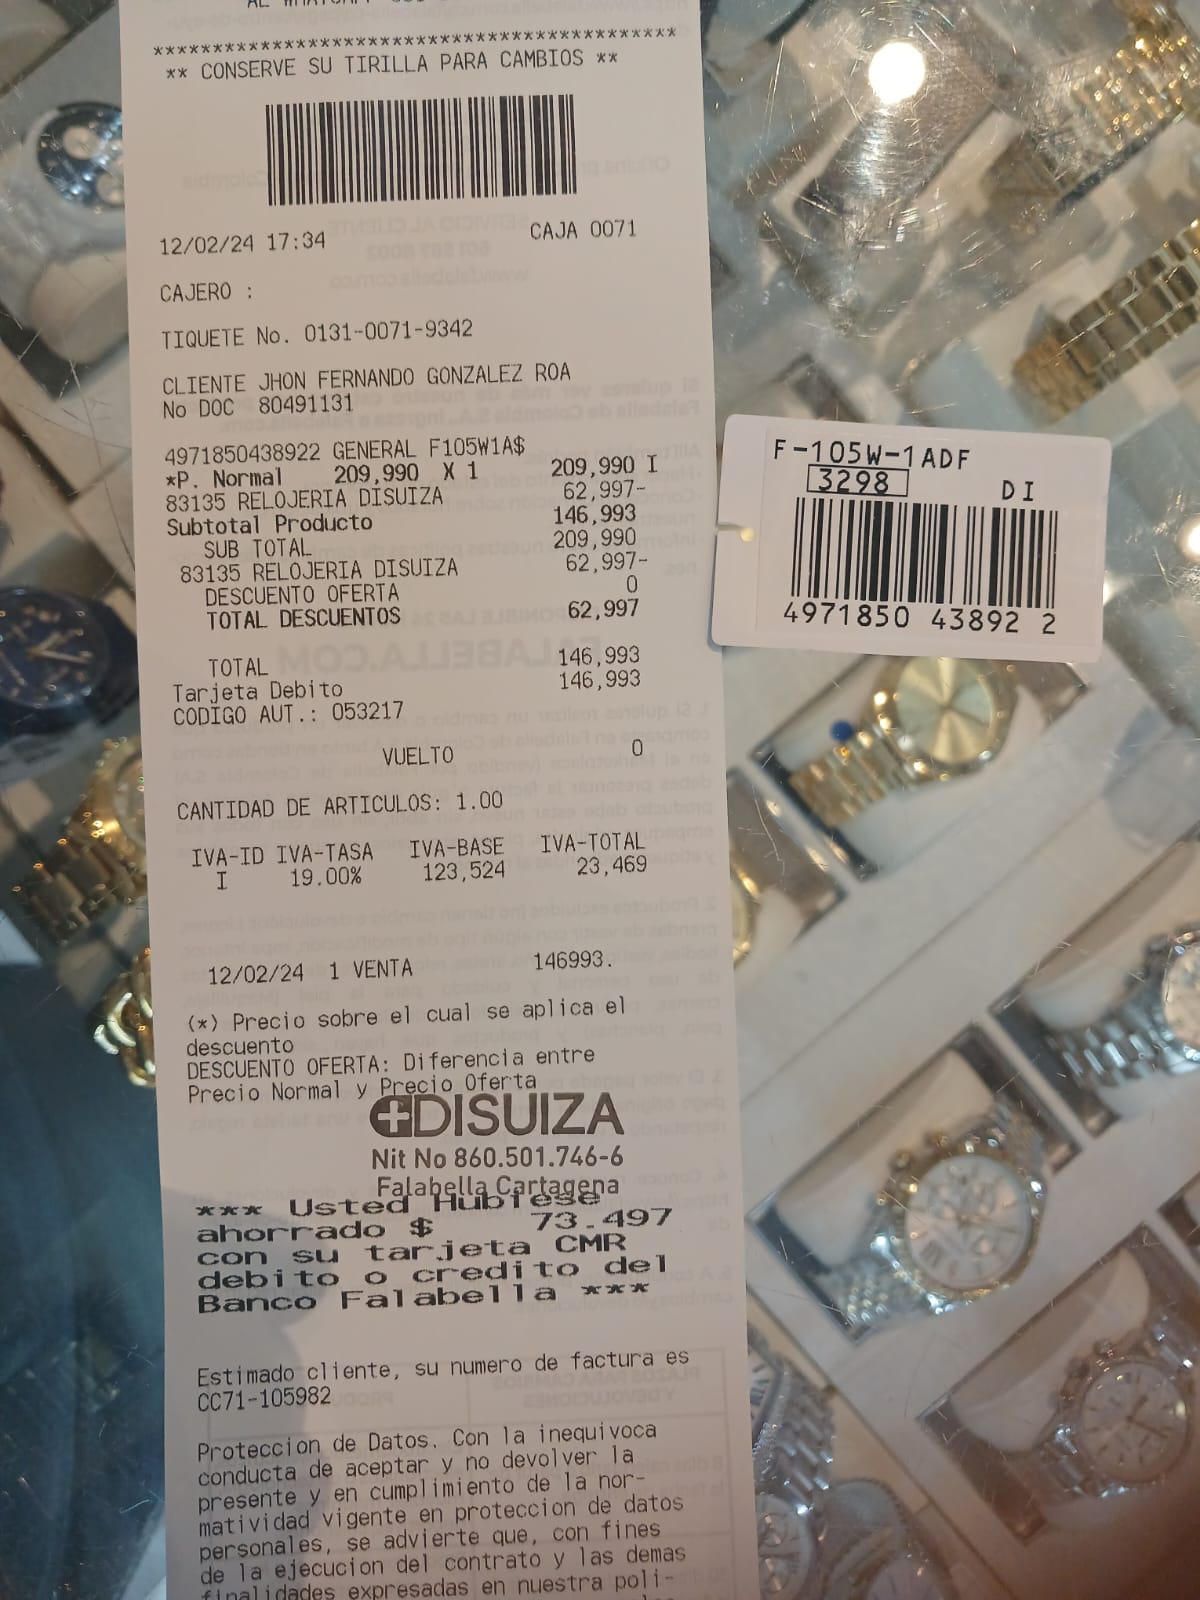 ** CONSERVE SU TIRILLA PARA CAMBIOS **
12/02/24 17:34 CAJA 0071
CAJERO :
TIQUETE No. 0131-0071-9342
CLIENTE JHON FERNANDO GONZALEZ ROA
No DOC 80491131
4971850438922 GENERAL F105W1A$
*P. Normal 209,990 X 1 209,990 I
83135 RELOJERIA DISUIZA 62,997-
Subtotal Producto 146,993
SUB TOTAL 209,990
83135 RELOJERIA DISUIZA 62,997-
DESCUENTO OFERTA 0
TOTAL DESCUENTOS 62,997
TOTAL 146,993
Tarjeta Debito 146,993
CODIGO AUT.: 053217
VUELTO 0
CANTIDAD DE ARTICULOS: 1.00
IVA-ID IVA-TASA IVA-BASE IVA-TOTAL
I 19.00% 123,524 23,469
12/02/24 1 VENTA 146993.
(*) Precio sobre el cual se aplica el
descuento
DESCUENTO OFERTA: Diferencia entre
Precio Normal y Precio Oferta
DISUIZA
Nit No 860.501.746-6
Falabella Cartagena
*** Usted Hubiese
ahorrado $ 73.497
con su tarjeta CMR
debito o credito del
Banco Falabella ***
Estimado cliente, su numero de factura es
CC71-105982
Proteccion de Datos. Con la inequivoca
conducta de aceptar y no devolver la
presente y en cumplimiento de la nor-
matividad vigente en proteccion de datos
personales, se advierte que, con fines
de la ejecucion del contrato y las demas
finalidades expresadas en nuestra poli-
F-105W-1ADF
3298 DI
4971850 43892 2